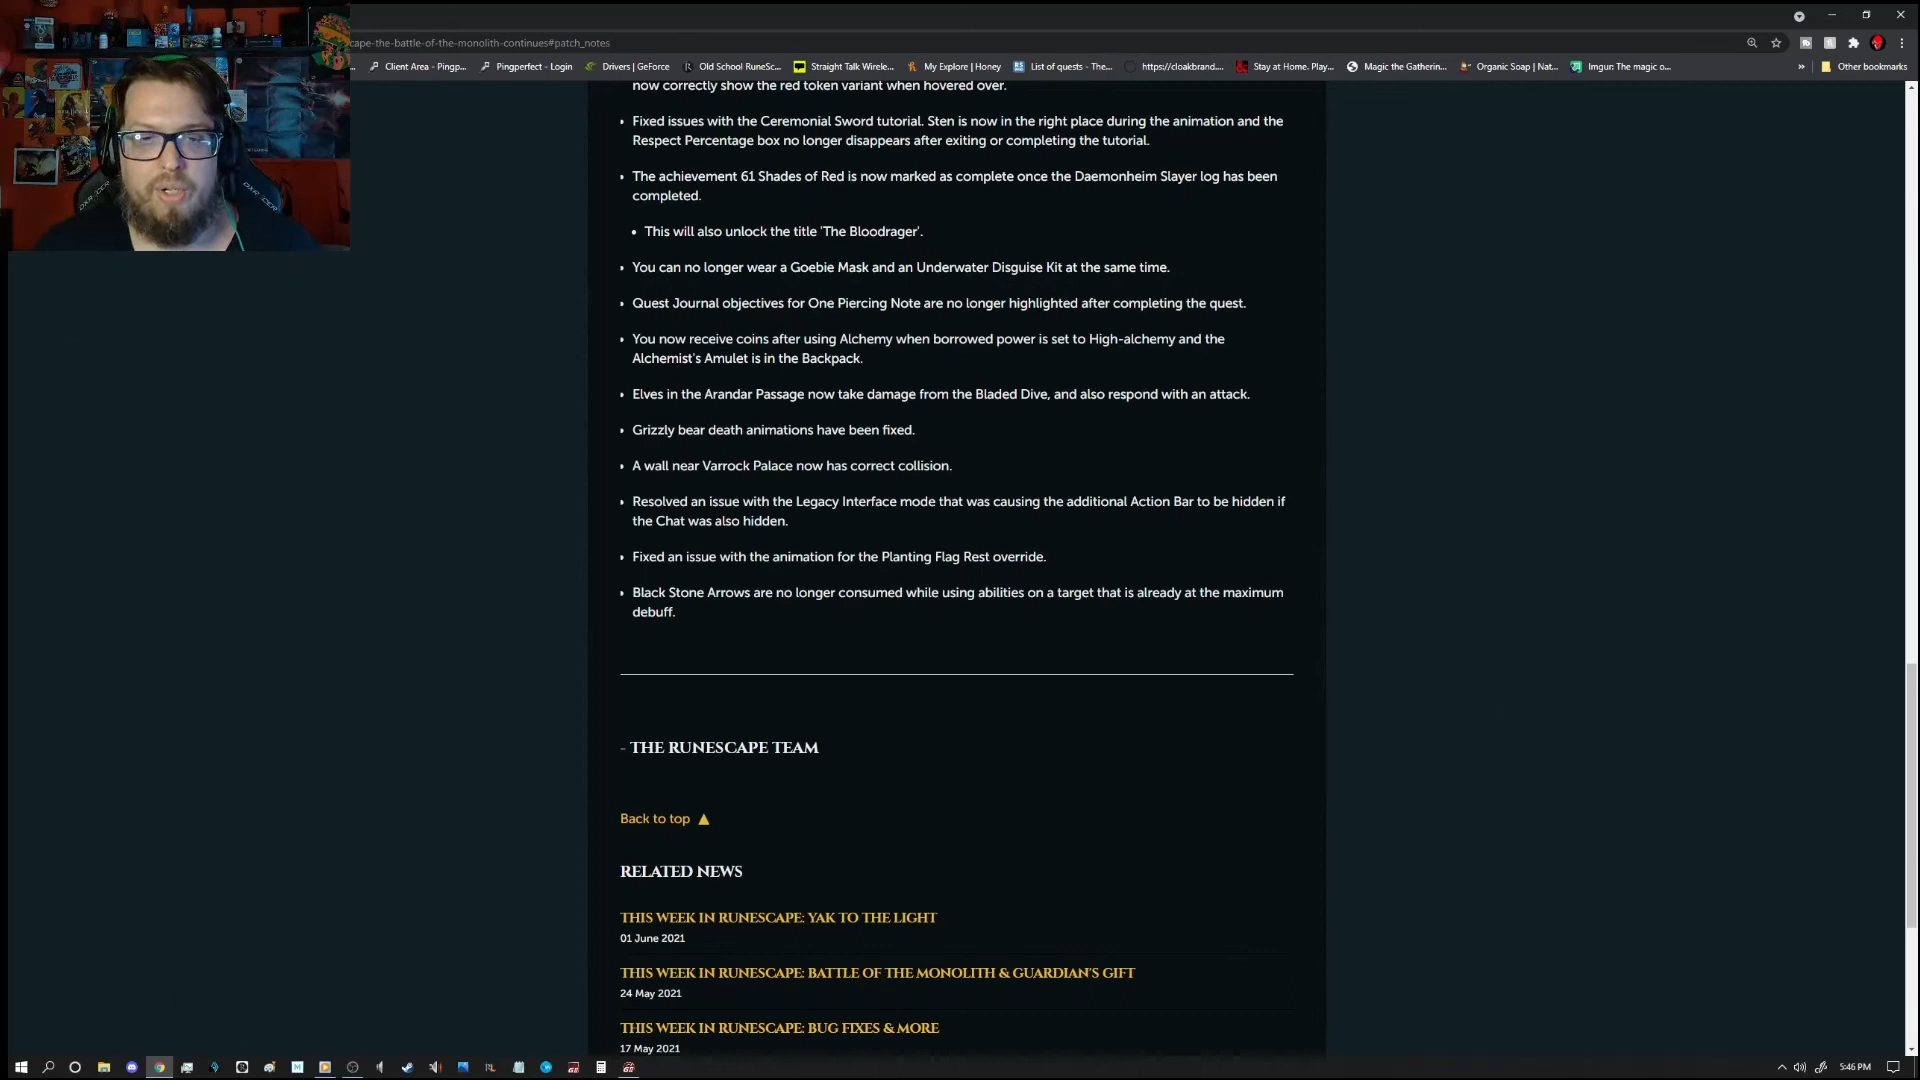 cape-the-battle-of-the-monolith-continues#patch_notes
Client Area - Pingp... Pingperfect - Login Drivers | GeForce Old School RuneSc... Straight Talk Wirele... My Explore | Honey List of quests - The... https://cloakbrand.... Stay at Home. Play... Magic the Gatherin... Organic Soap | Nat... Imgur: The magic o... » Other bookmarks
now correctly show the red token variant when hovered over.
Fixed issues with the Ceremonial Sword tutorial. Sten is now in the right place during the animation and the
Respect Percentage box no longer disappears after exiting or completing the tutorial.
The achievement 61 Shades of Red is now marked as complete once the Daemonheim Slayer log has been
completed.
This will also unlock the title 'The Bloodrager'.
You can no longer wear a Goebie Mask and an Underwater Disguise Kit at the same time.
Quest Journal objectives for One Piercing Note are no longer highlighted after completing the quest.
You now receive coins after using Alchemy when borrowed power is set to High-alchemy and the
Alchemist's Amulet is in the Backpack.
Elves in the Arandar Passage now take damage from the Bladed Dive, and also respond with an attack.
Grizzly bear death animations have been fixed.
A wall near Varrock Palace now has correct collision.
Resolved an issue with the Legacy Interface mode that was causing the additional Action Bar to be hidden if
the Chat was also hidden.
Fixed an issue with the animation for the Planting Flag Rest override.
Black Stone Arrows are no longer consumed while using abilities on a target that is already at the maximum
debuff.
- THE RUNESCAPE TEAM
Back to top ▲
RELATED NEWS
THIS WEEK IN RUNESCAPE: YAK TO THE LIGHT
01 June 2021
THIS WEEK IN RUNESCAPE: BATTLE OF THE MONOLITH & GUARDIAN'S GIFT
24 May 2021
THIS WEEK IN RUNESCAPE: BUG FIXES & MORE
17 May 2021
5:46 PM